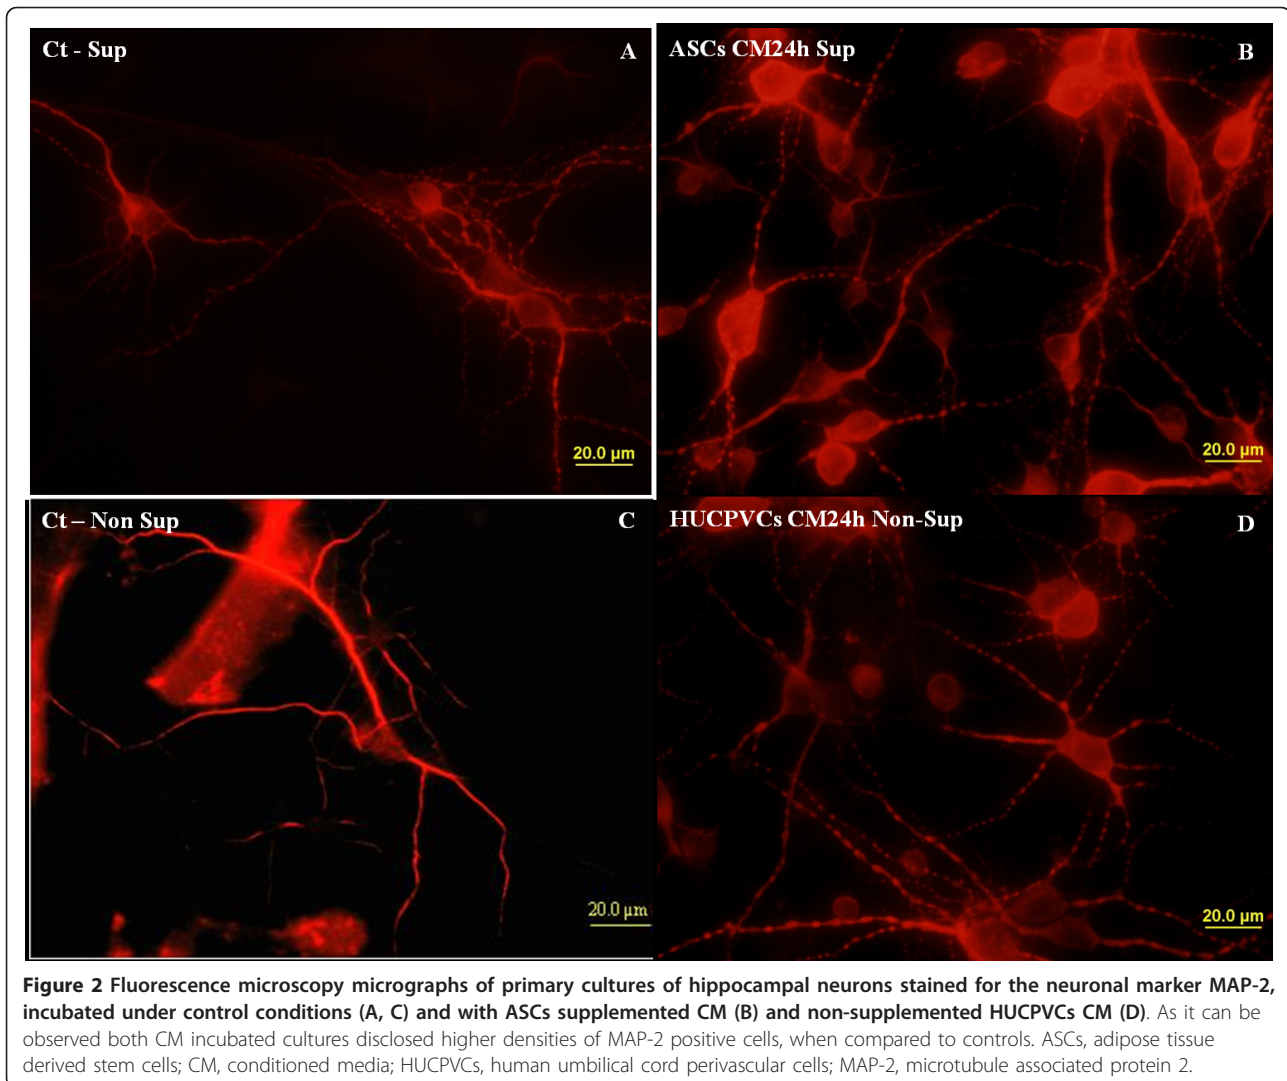 Ct - Sup
A
ASCs CM24h Sup
B
20.0 µm
20.0 µm
Ct – Non Sup
C
HUCPVCs CM24h Non-Sup
D
20.0 µm
20.0 µm
Figure 2 Fluorescence microscopy micrographs of primary cultures of hippocampal neurons stained for the neuronal marker MAP-2,
incubated under control conditions (A, C) and with ASCs supplemented CM (B) and non-supplemented HUCPVCs CM (D). As it can be
observed both CM incubated cultures disclosed higher densities of MAP-2 positive cells, when compared to controls. ASCs, adipose tissue
derived stem cells; CM, conditioned media; HUCPVCs, human umbilical cord perivascular cells; MAP-2, microtubule associated protein 2.